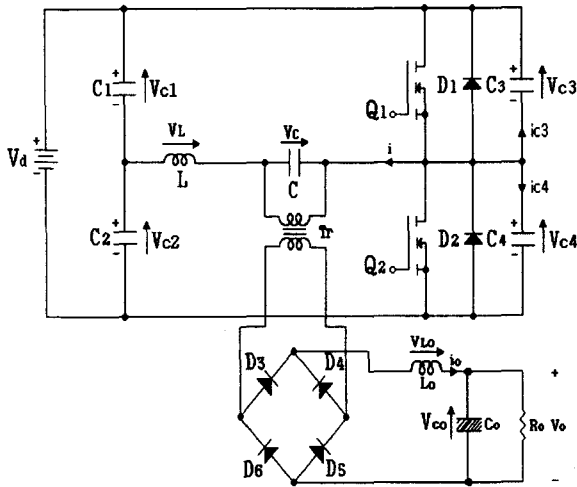 +
C1 Vc1
-
Q1
D1
+
C3 Vc3
-
ic3
+
Vd
-
VL
L
Vc
C
i
ic4
+
C2 Vc2
-
Tr
Q2
D2
+
C4 Vc4
-
D3 D4
D6 D5
VLo
Lo
io
Vco Co
Ro Vo
+
-